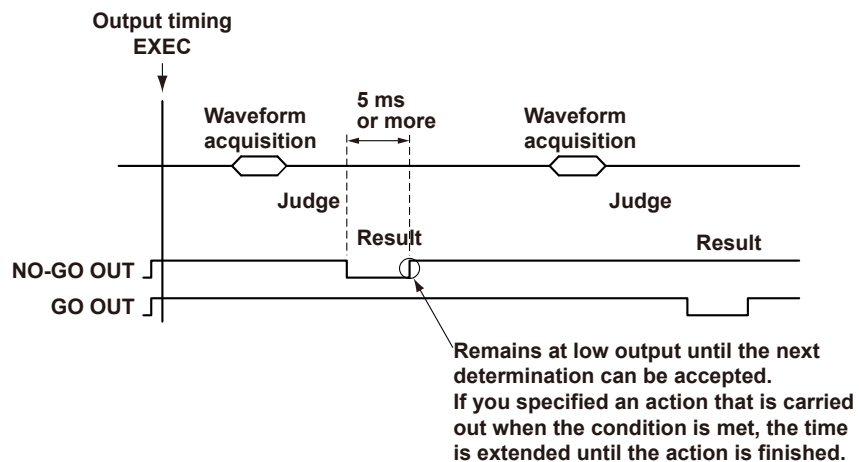 Output timing
EXEC
Waveform
acquisition
5 ms
or more
Waveform
acquisition
Judge
Judge
Result
Result
NO-GO OUT
GO OUT
Remains at low output until the next
determination can be accepted.
If you specified an action that is carried
out when the condition is met, the time
is extended until the action is finished.